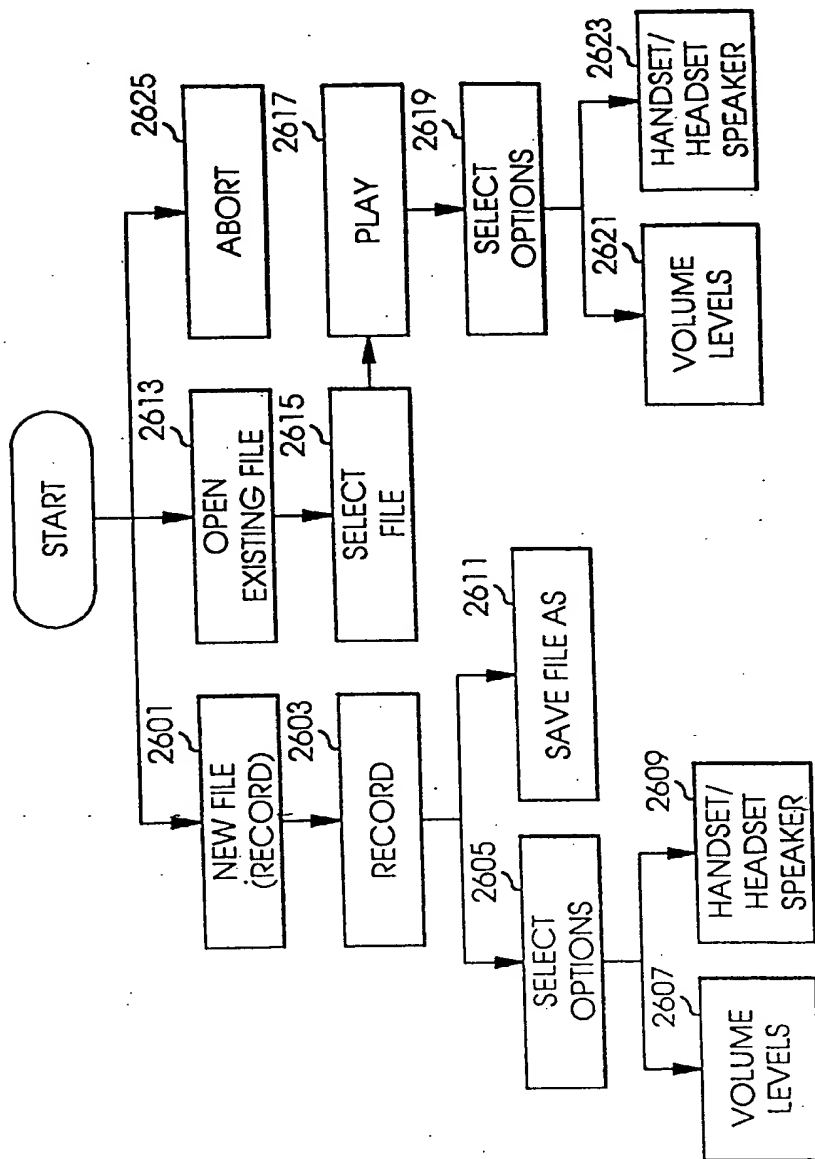 START
2601
NEW FILE
(RECORD)
2603
RECORD
2605
SELECT
OPTIONS
2607
VOLUME
LEVELS
2609
HANDSET/
HEADSET
SPEAKER
2611
SAVE FILE AS
2613
OPEN
EXISTING FILE
2615
SELECT
FILE
2625
ABORT
2617
PLAY
2619
SELECT
OPTIONS
2621
VOLUME
LEVELS
2623
HANDSET/
HEADSET
SPEAKER